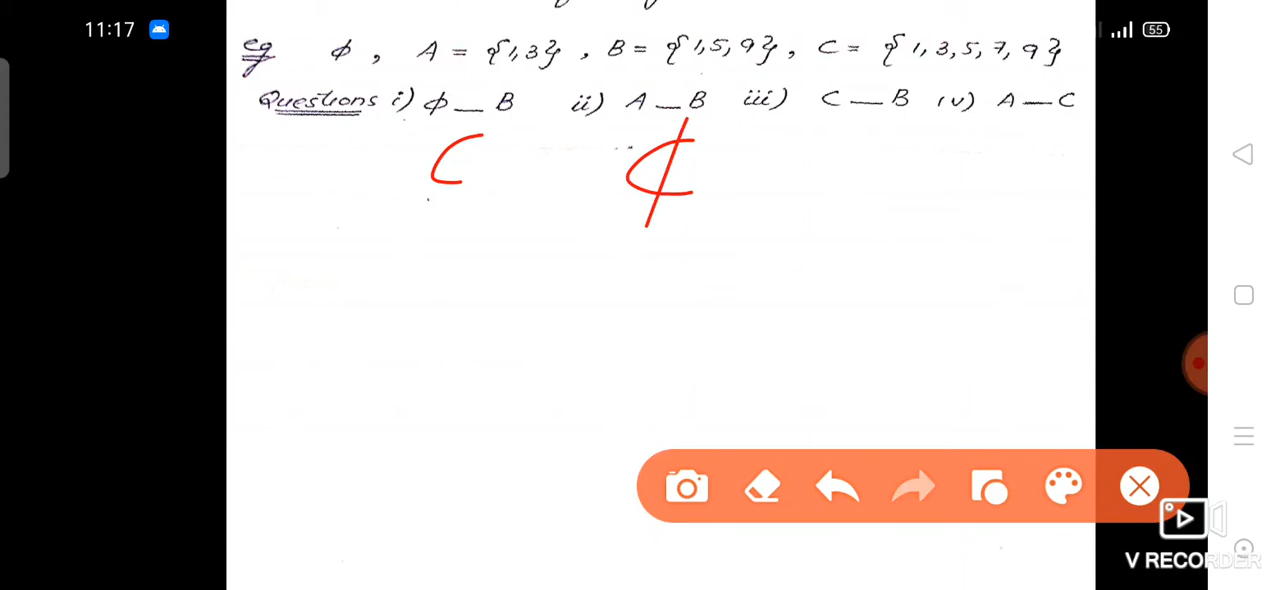 11:17
55
eg φ, A = {1,3}, B = {1,5,9}, C = {1,3,5,7,9}
Questions i) φ __ B ii) A __ B iii) C __ B iv) A __ C
⊂ ⊄
V RECORDER